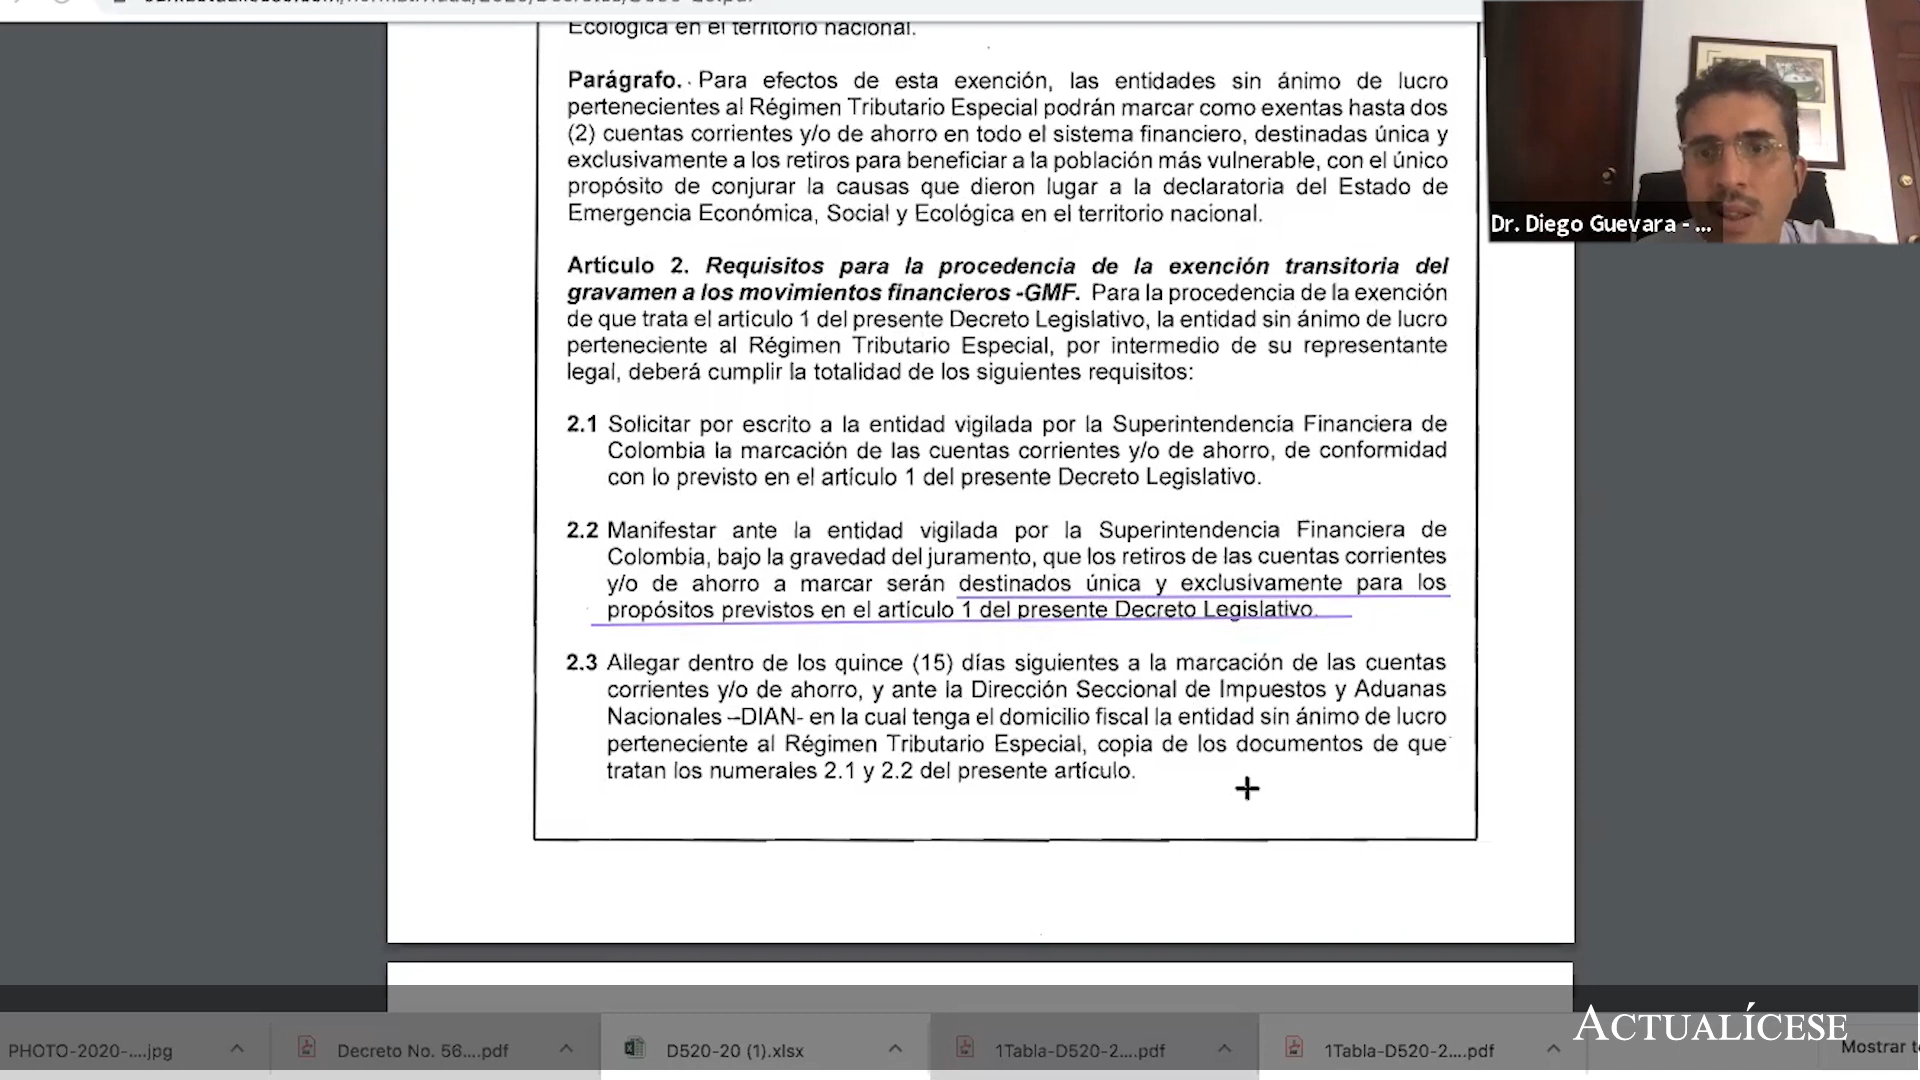 Ecológica en el territorio nacional.
Parágrafo. Para efectos de esta exención, las entidades sin ánimo de lucro
pertenecientes al Régimen Tributario Especial podrán marcar como exentas hasta dos
(2) cuentas corrientes y/o de ahorro en todo el sistema financiero, destinadas única y
exclusivamente a los retiros para beneficiar a la población más vulnerable, con el único
propósito de conjurar la causas que dieron lugar a la declaratoria del Estado de
Emergencia Económica, Social y Ecológica en el territorio nacional.
Artículo 2. Requisitos para la procedencia de la exención transitoria del
gravamen a los movimientos financieros -GMF. Para la procedencia de la exención
de que trata el artículo 1 del presente Decreto Legislativo, la entidad sin ánimo de lucro
perteneciente al Régimen Tributario Especial, por intermedio de su representante
legal, deberá cumplir la totalidad de los siguientes requisitos:
2.1 Solicitar por escrito a la entidad vigilada por la Superintendencia Financiera de
Colombia la marcación de las cuentas corrientes y/o de ahorro, de conformidad
con lo previsto en el artículo 1 del presente Decreto Legislativo.
2.2 Manifestar ante la entidad vigilada por la Superintendencia Financiera de
Colombia, bajo la gravedad del juramento, que los retiros de las cuentas corrientes
y/o de ahorro a marcar serán destinados única y exclusivamente para los
propósitos previstos en el artículo 1 del presente Decreto Legislativo.
2.3 Allegar dentro de los quince (15) días siguientes a la marcación de las cuentas
corrientes y/o de ahorro, y ante la Dirección Seccional de Impuestos y Aduanas
Nacionales –DIAN- en la cual tenga el domicilio fiscal la entidad sin ánimo de lucro
perteneciente al Régimen Tributario Especial, copia de los documentos de que
tratan los numerales 2.1 y 2.2 del presente artículo.
Dr. Diego Guevara - ...
ACTUALÍCESE
PHOTO-2020-....jpg
Decreto No. 56....pdf
D520-20 (1).xlsx
1Tabla-D520-2....pdf
1Tabla-D520-2....pdf
Mostrar